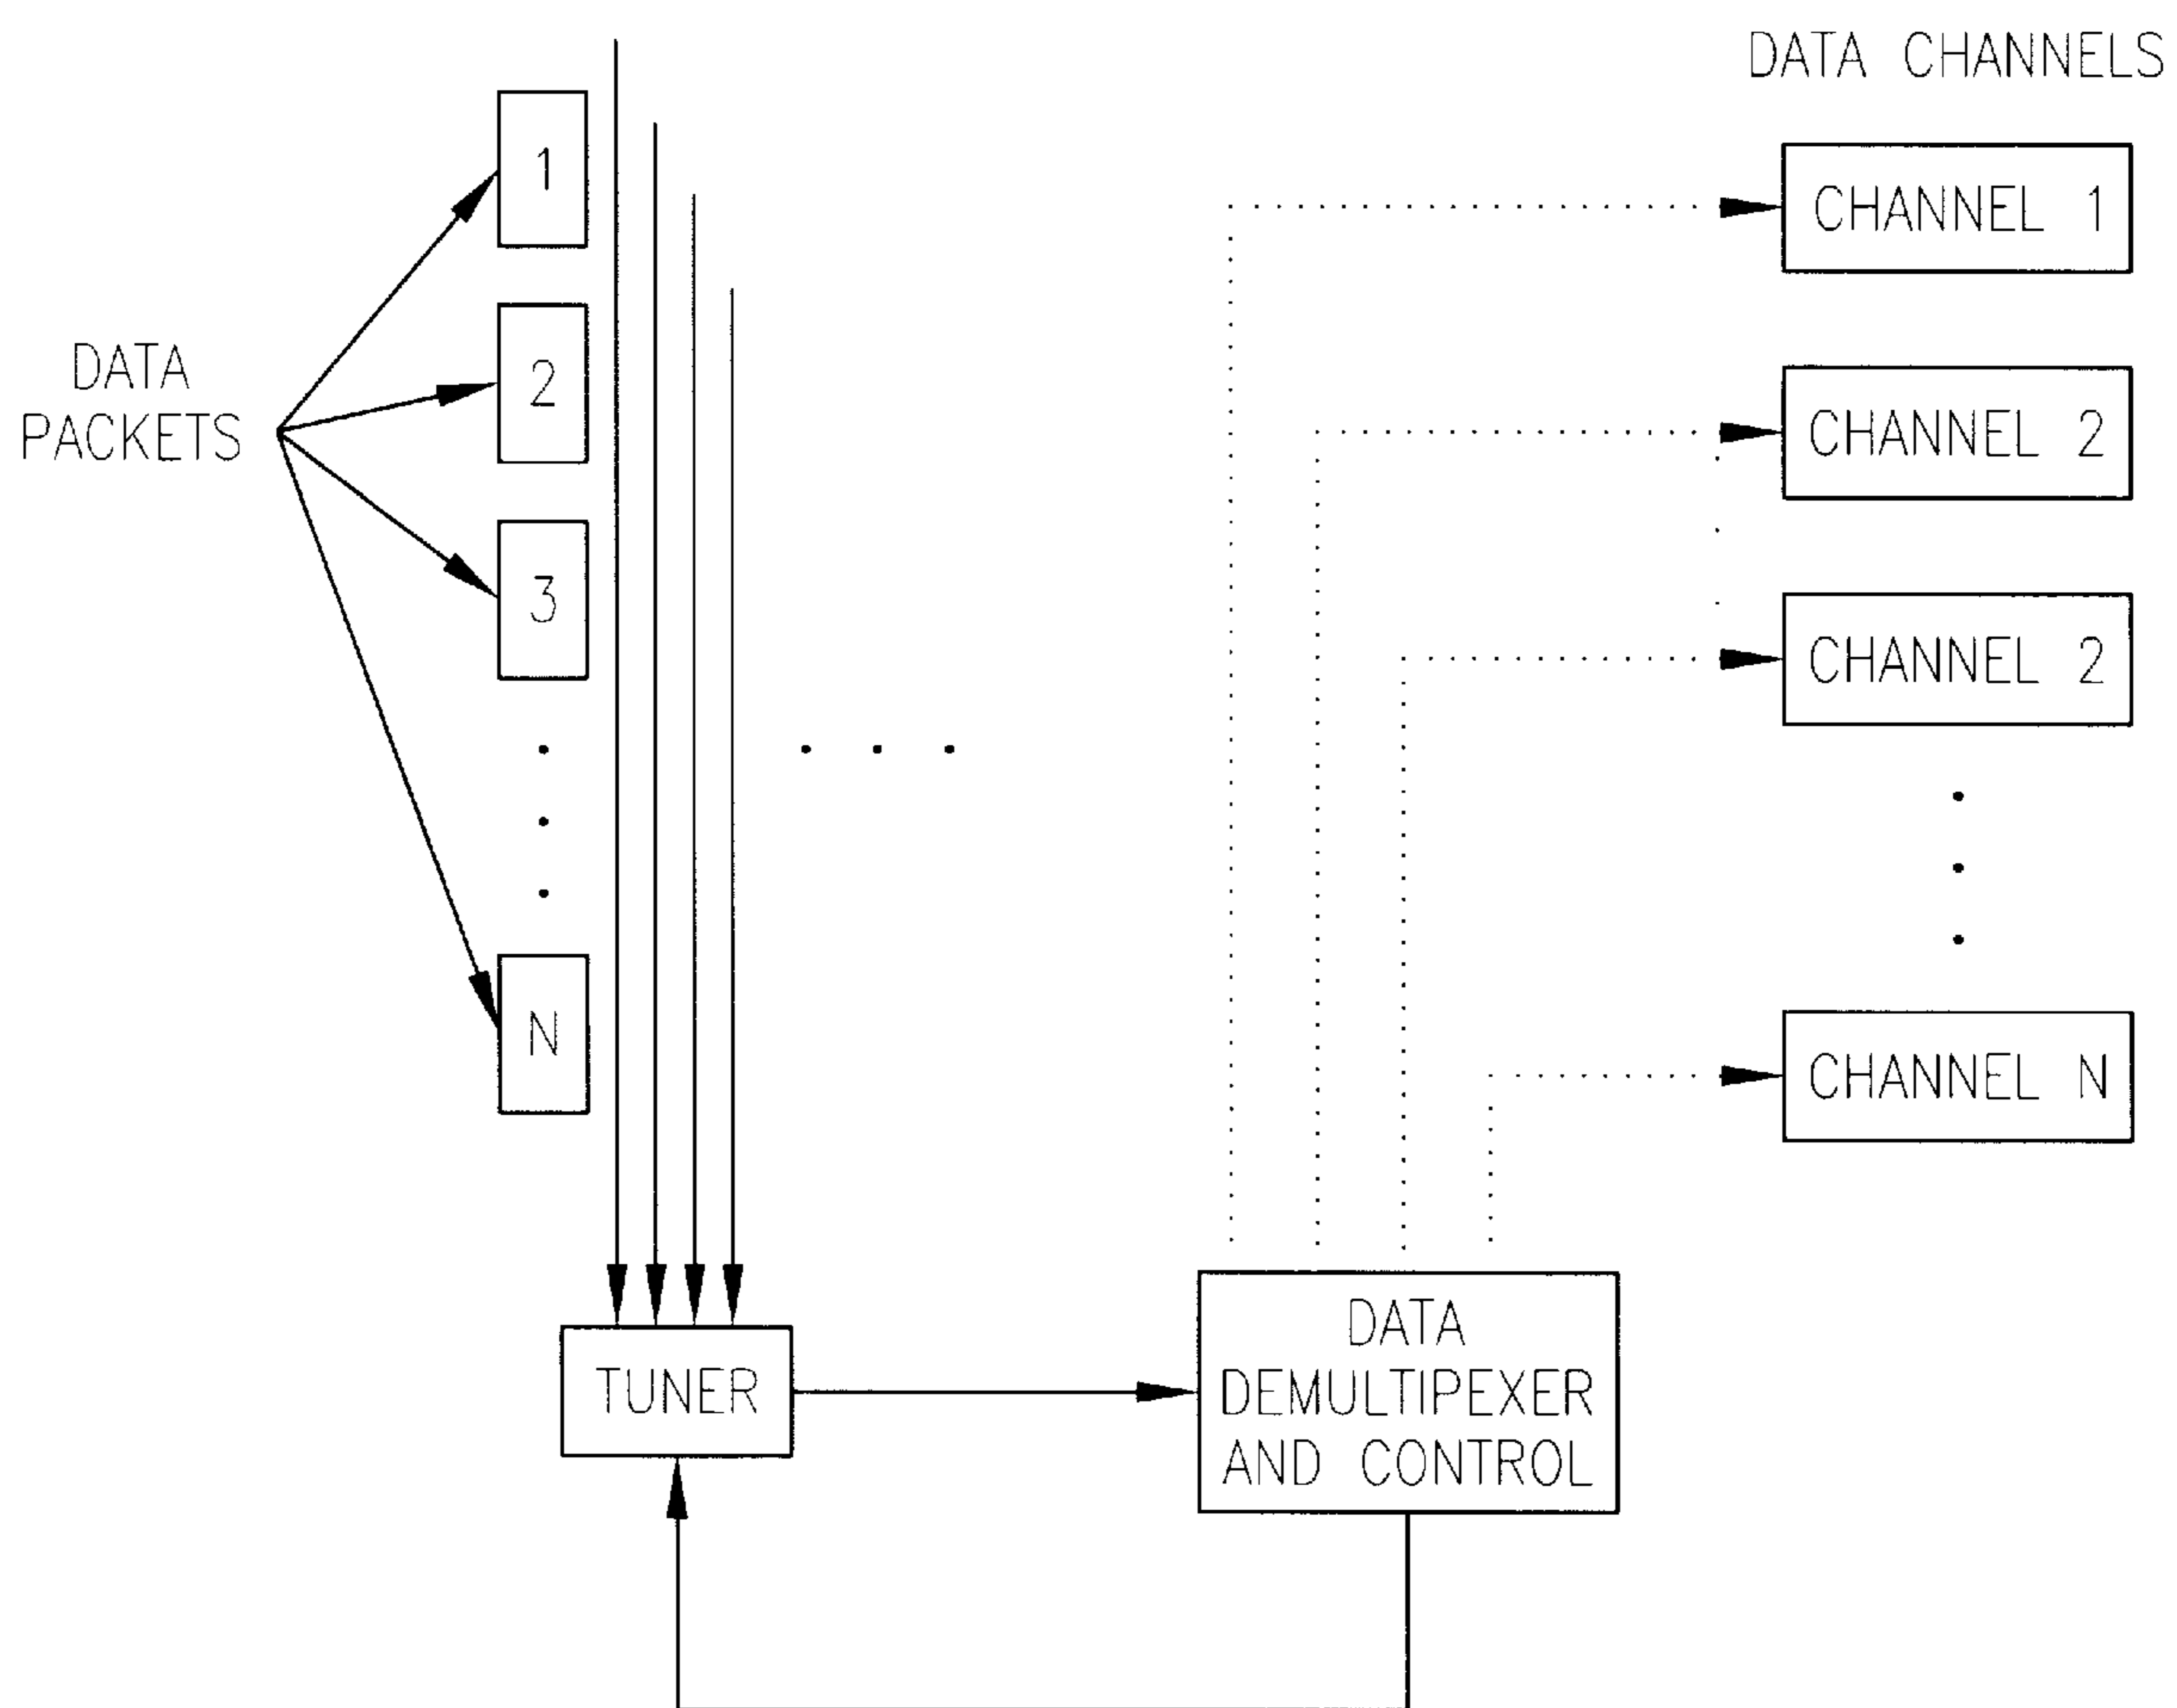 DATA CHANNELS
DATA
PACKETS
1
2
3
N
CHANNEL 1
CHANNEL 2
CHANNEL 2
CHANNEL N
TUNER
DATA
DEMULTIPEXER
AND CONTROL